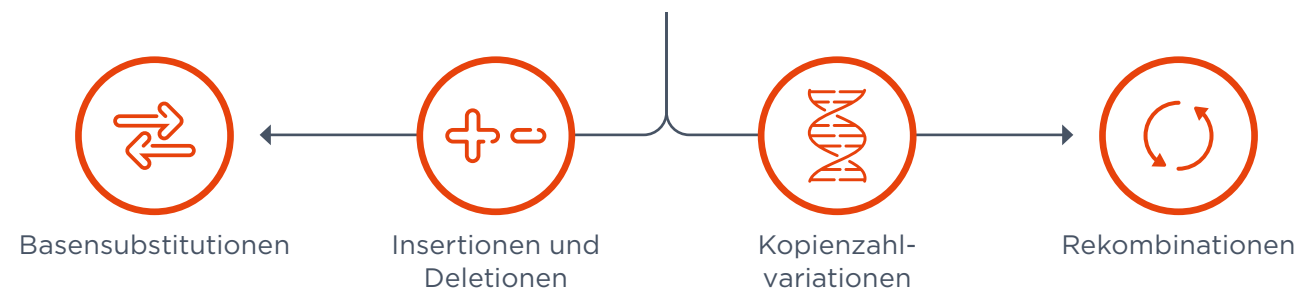 Basensubstitutionen
Insertionen und
Deletionen
Kopienzahl-
variationen
Rekombinationen